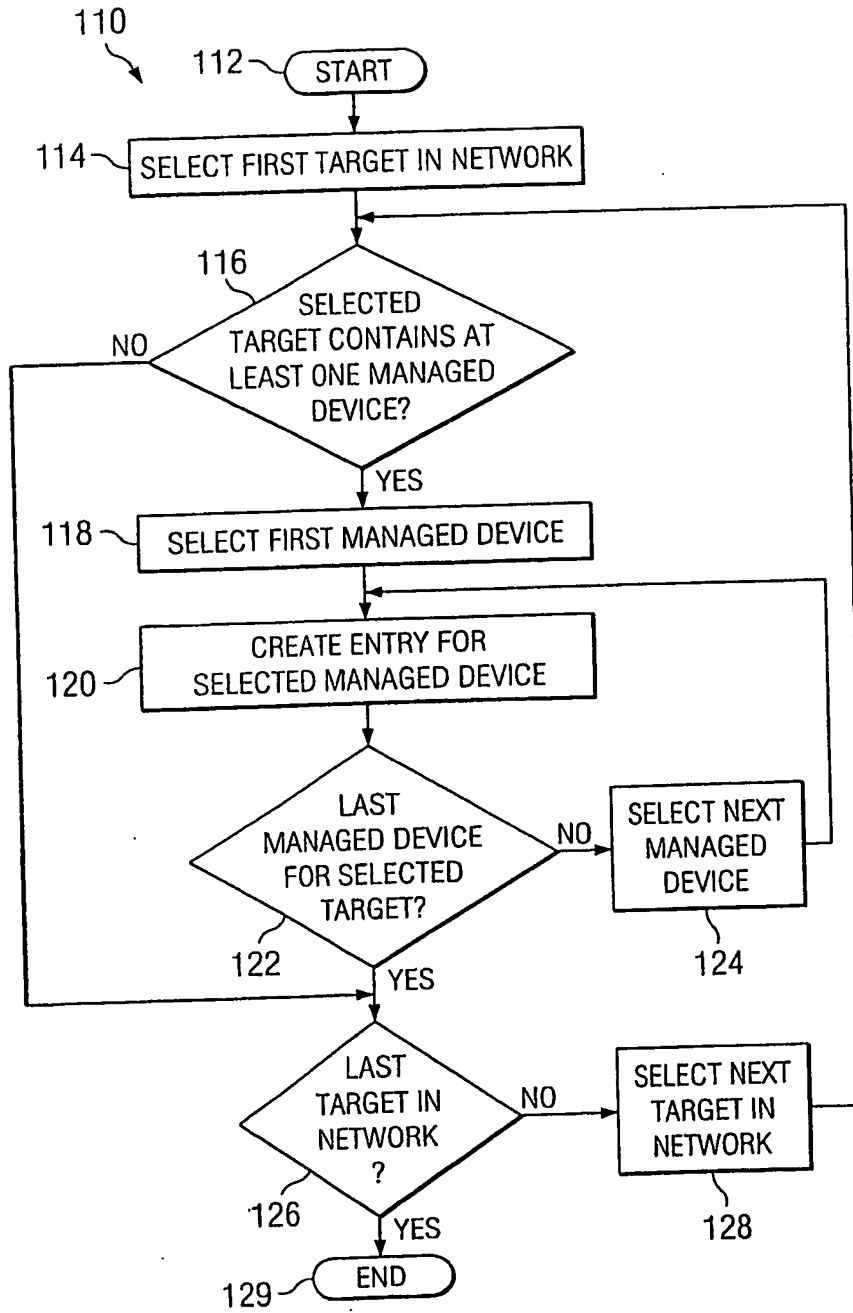 110
112
START
114
SELECT FIRST TARGET IN NETWORK
116
SELECTED
TARGET CONTAINS AT
LEAST ONE MANAGED
DEVICE?
NO
YES
118
SELECT FIRST MANAGED DEVICE
120
CREATE ENTRY FOR
SELECTED MANAGED DEVICE
LAST
MANAGED DEVICE
FOR SELECTED
TARGET?
NO
SELECT NEXT
MANAGED
DEVICE
122
124
YES
LAST
TARGET IN
NETWORK
?
NO
SELECT NEXT
TARGET IN
NETWORK
126
128
YES
129
END